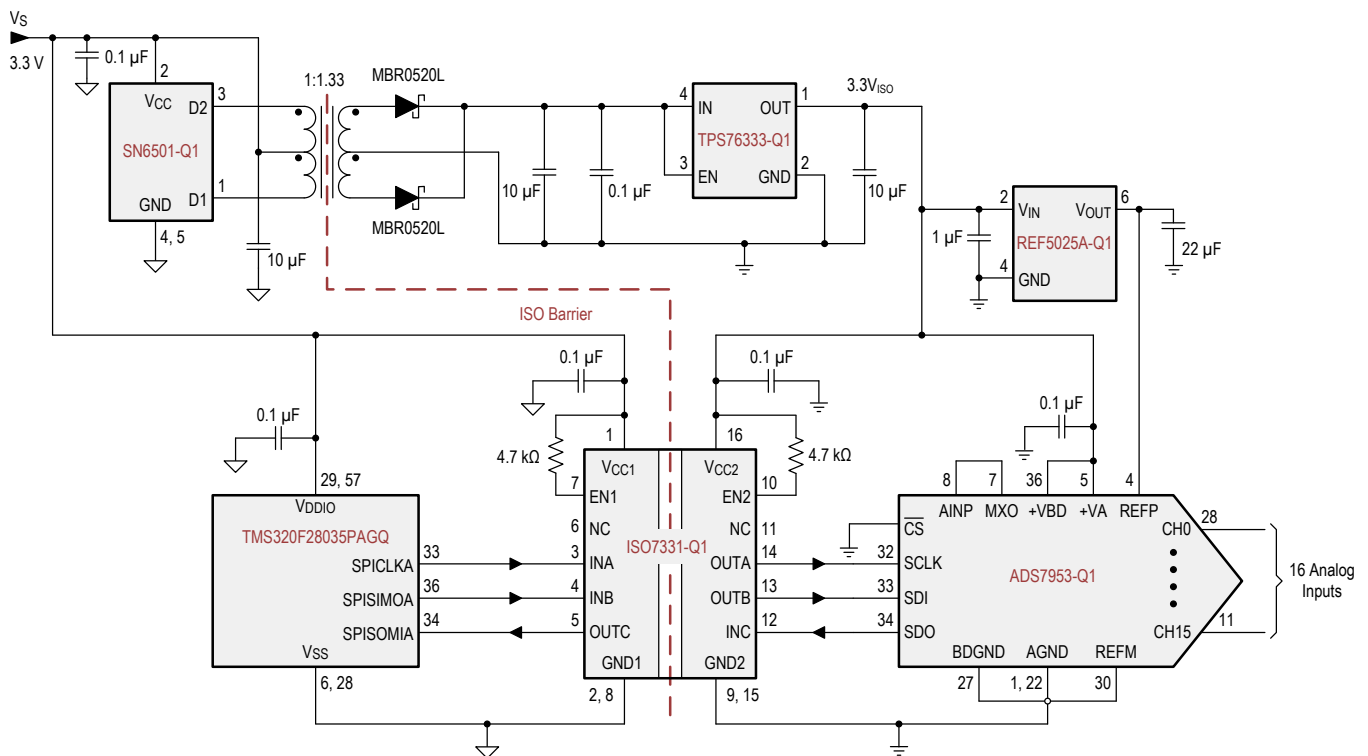 VS
3.3 V
0.1 µF
2
VCC
D2
3
SN6501-Q1
D1
1
GND
4, 5
10 µF
1:1.33
MBR0520L
MBR0520L
10 µF
0.1 µF
4
IN
OUT
1
TPS76333-Q1
3
EN
GND
2
3.3VISO
10 µF
2
VIN
VOUT
6
1 µF
REF5025A-Q1
4
GND
22 µF
ISO Barrier
0.1 µF
0.1 µF
0.1 µF
0.1 µF
4.7 kΩ
4.7 kΩ
29, 57
VDDIO
TMS320F28035PAGQ
SPICLKA
33
SPISIMOA
36
SPISOMIA
34
VSS
6, 28
1
VCC1
7
EN1
6
NC
3
INA
4
INB
5
OUTC
GND1
2, 8
ISO7331-Q1
16
VCC2
EN2
10
NC
11
OUTA
14
OUTB
13
INC
12
GND2
9, 15
8
7
36
5
4
AINP
MXO
+VBD
+VA
REFP
CS
32
SCLK
33
SDI
34
SDO
ADS7953-Q1
CH0
28
CH15
11
16 Analog
Inputs
BDGND
AGND
REFM
27
1, 22
30